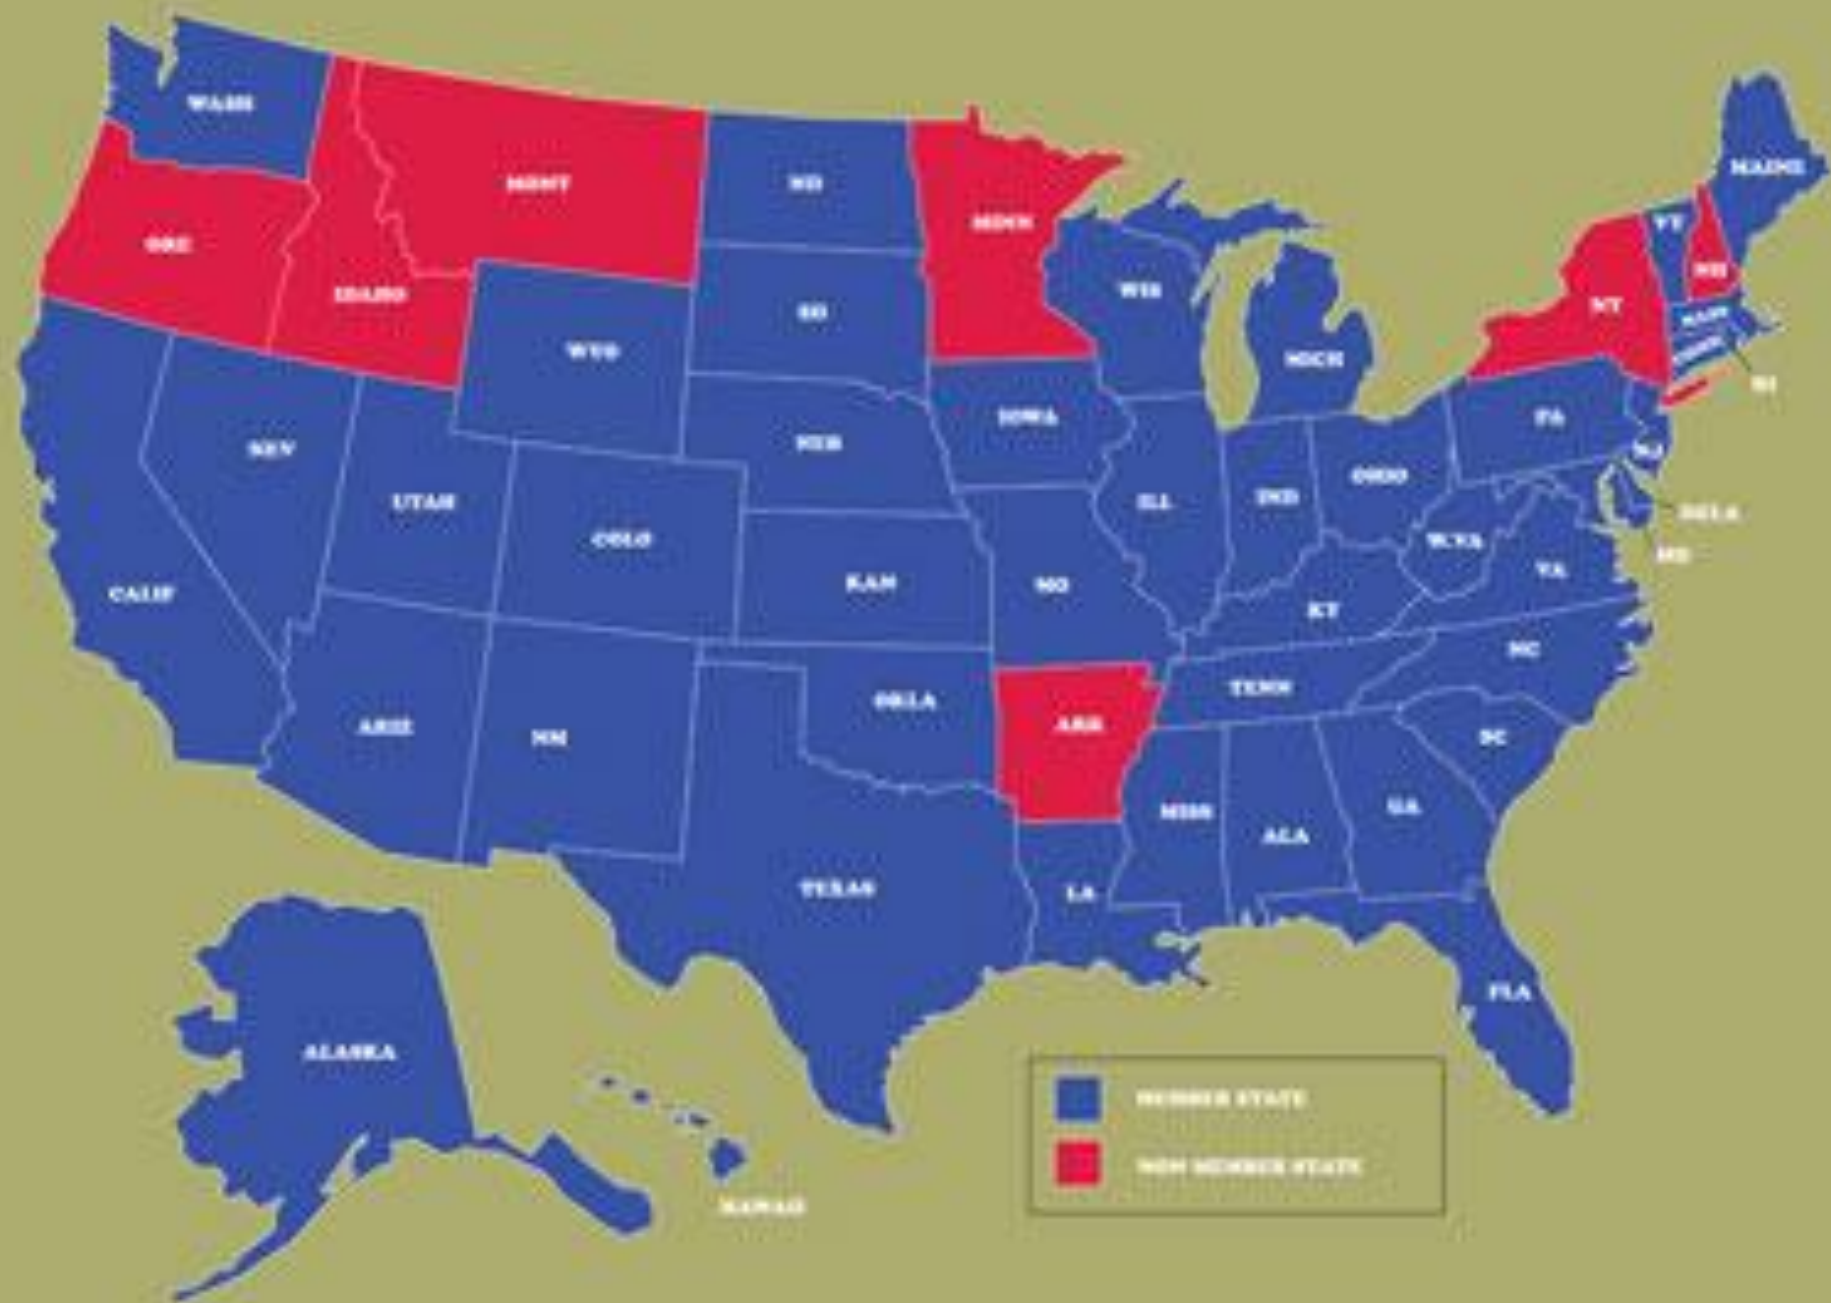 WASH
MAINE
MONT
ND
MINN
VT
ORE
NH
IDAHO
WIS
NY
SD
MASS
WYO
MICH
CONN
RI
IOWA
PA
NEB
NEV
NJ
OHIO
UTAH
ILL
IND
DELA
COLO
W.VA
MD
KAN
MO
VA
CALIF
KY
NC
TENN
OKLA
ARIZ
NM
ARK
SC
MISS
GA
ALA
TEXAS
LA
FLA
ALASKA
MEMBER STATE
NON MEMBER STATE
HAWAII